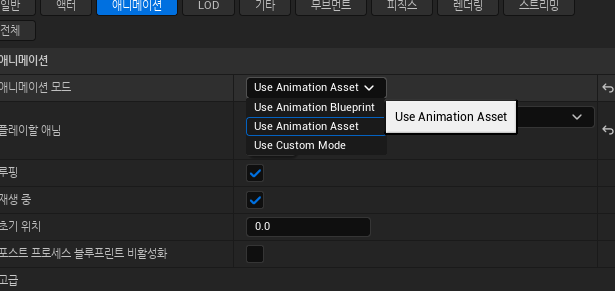 일반 액터 애니메이션 LOD 기타 무브먼트 피직스 렌더링 스트리밍
전체
애니메이션
애니메이션 모드 Use Animation Asset
Use Animation Blueprint
Use Animation Asset Use Animation Asset
플레이할 애님
Use Custom Mode
루핑
재생 중
초기 위치 0.0
포스트 프로세스 블루프린트 비활성화
고급